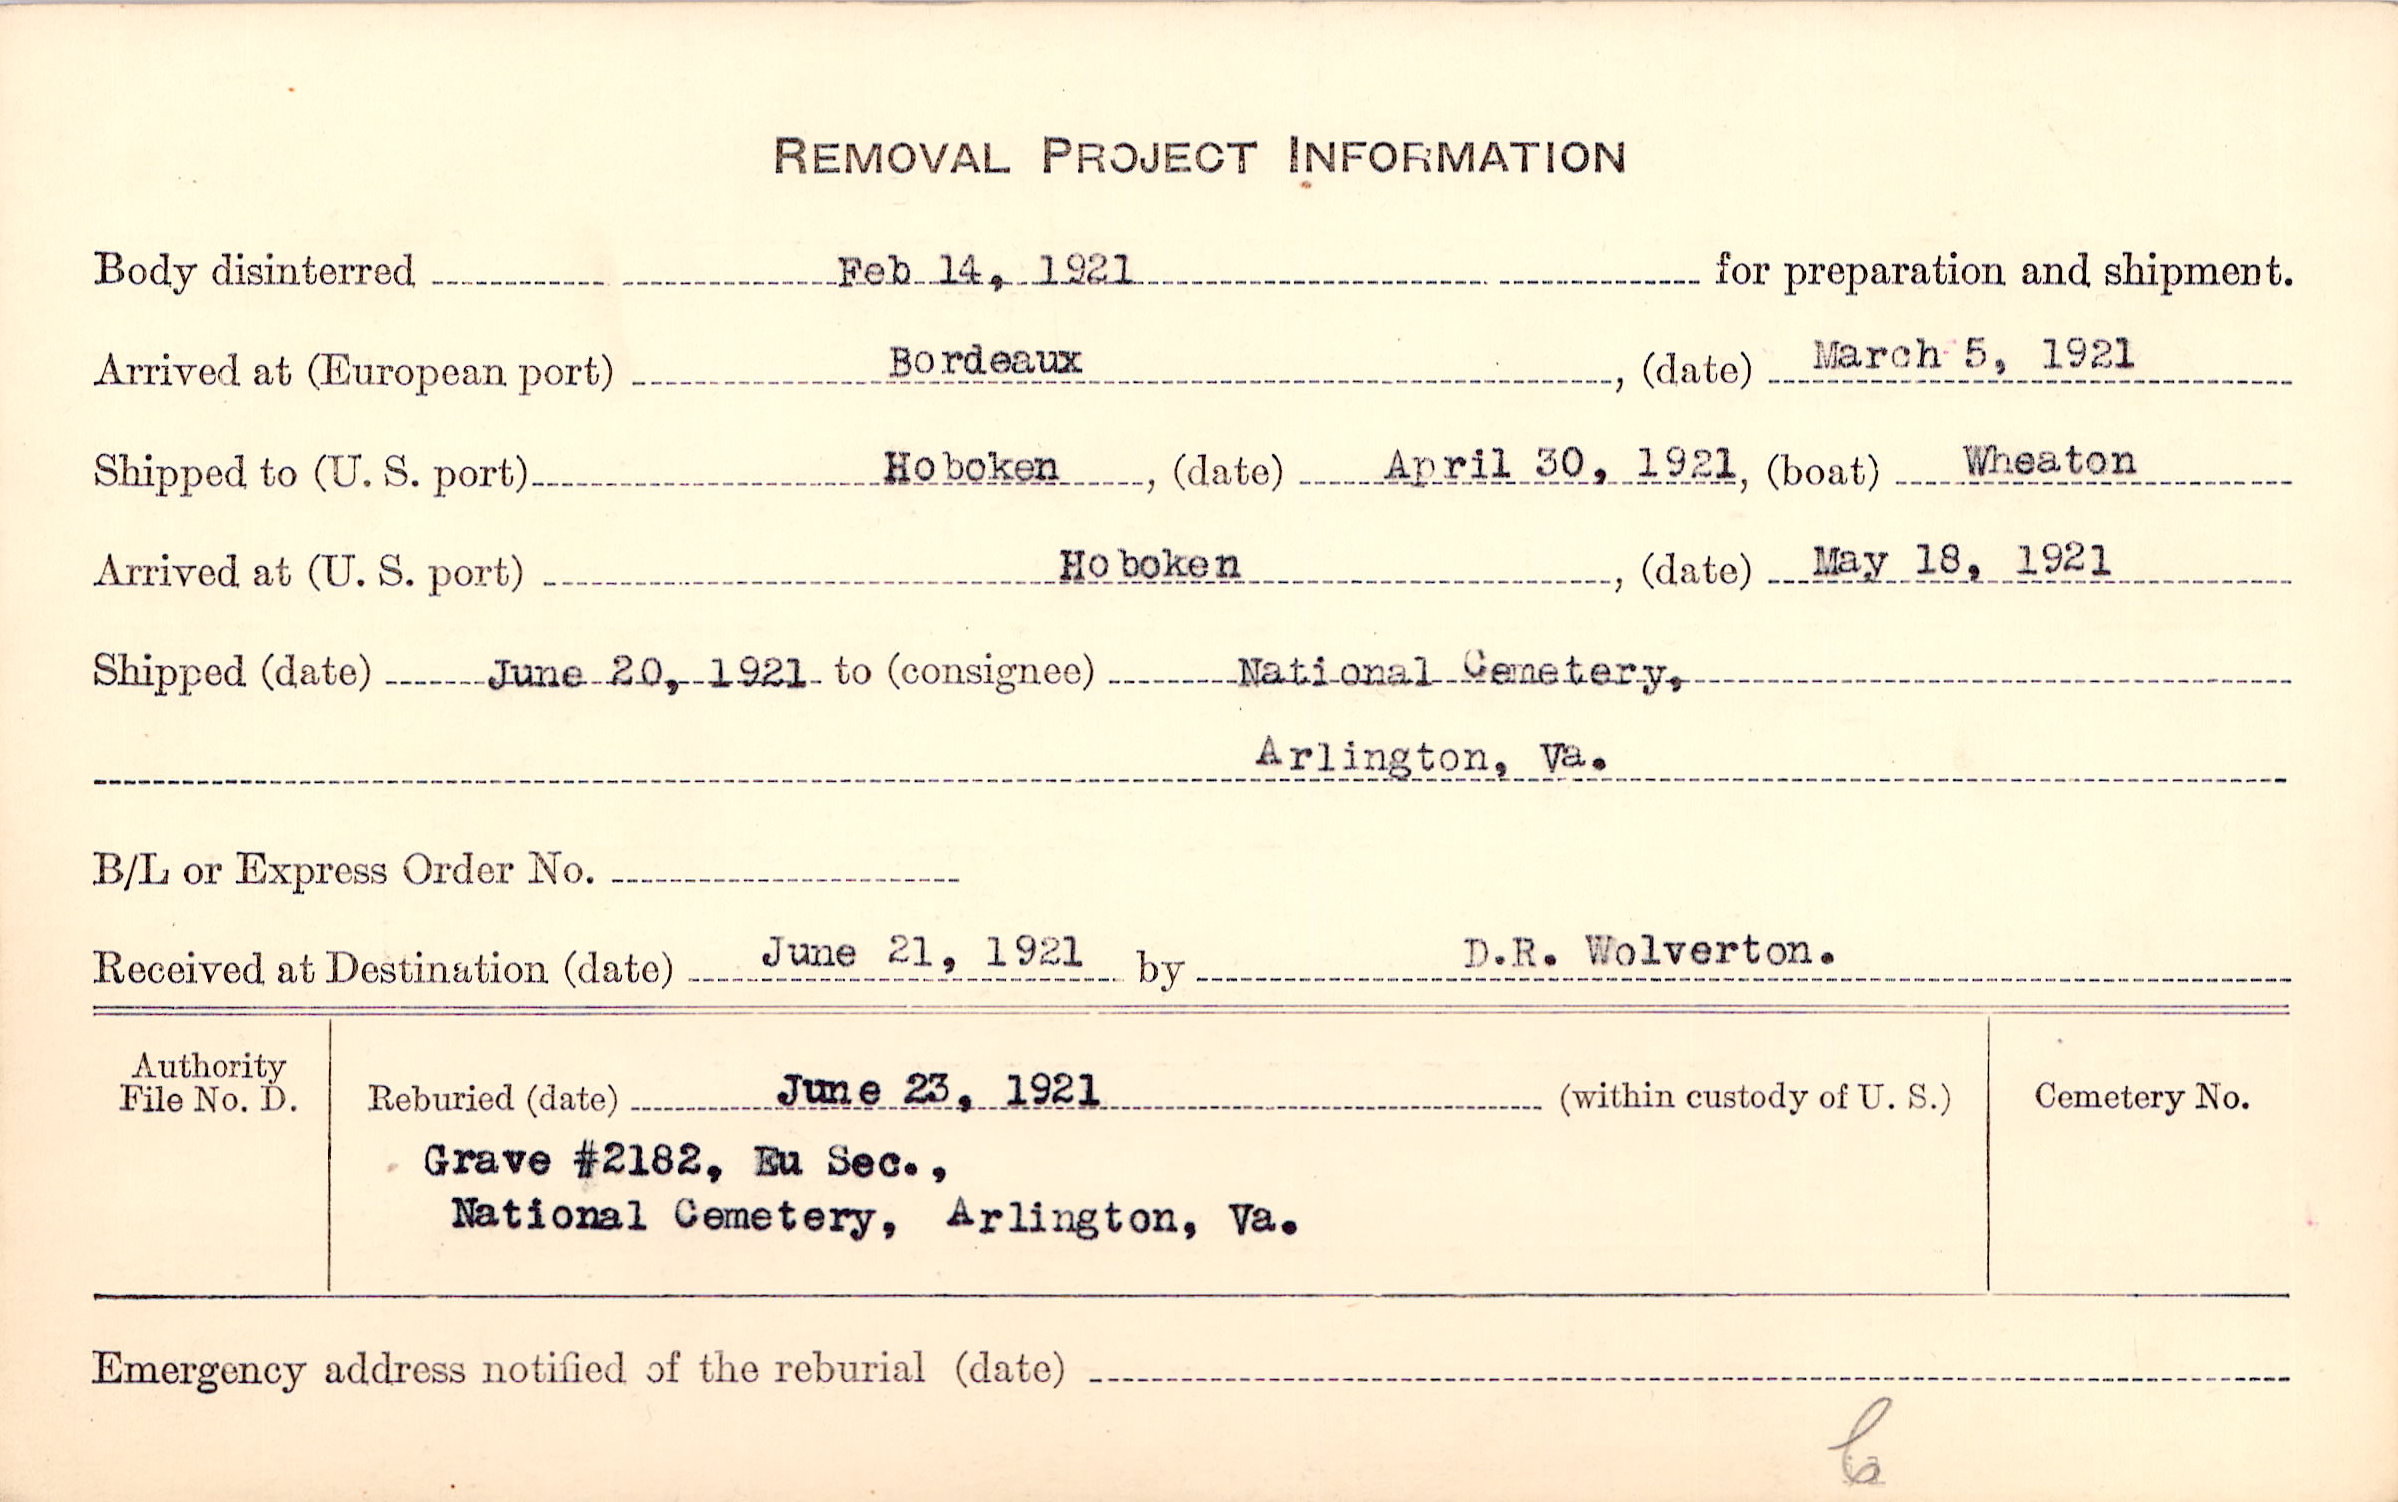 REMOVAL PROJECT INFORMATION
Body disinterred Feb 14, 1921 for preparation and shipment.
Arrived at (European port) Bordeaux, (date) March 5, 1921
Shipped to (U. S. port) Hoboken, (date) April 30, 1921, (boat) Wheaton
Arrived at (U. S. port) Hoboken, (date) May 18, 1921
Shipped (date) June 20, 1921 to (consignee) National Cemetery,
Arlington, Va.
B/L or Express Order No.
Received at Destination (date) June 21, 1921 by D.R. Wolverton.
Authority
File No. D.
Reburied (date) June 23, 1921 (within custody of U. S.)
Cemetery No.
Grave #2182, Eu Sec.,
National Cemetery, Arlington, Va.
Emergency address notified of the reburial (date)